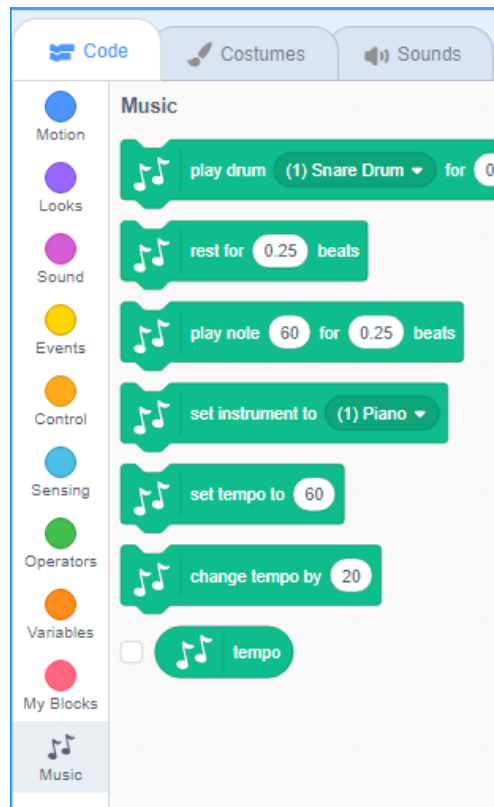 Code Costumes Sounds
Motion
Looks
Sound
Events
Control
Sensing
Operators
Variables
My Blocks
Music
Music
play drum (1) Snare Drum for 0
rest for 0.25 beats
play note 60 for 0.25 beats
set instrument to (1) Piano
set tempo to 60
change tempo by 20
tempo